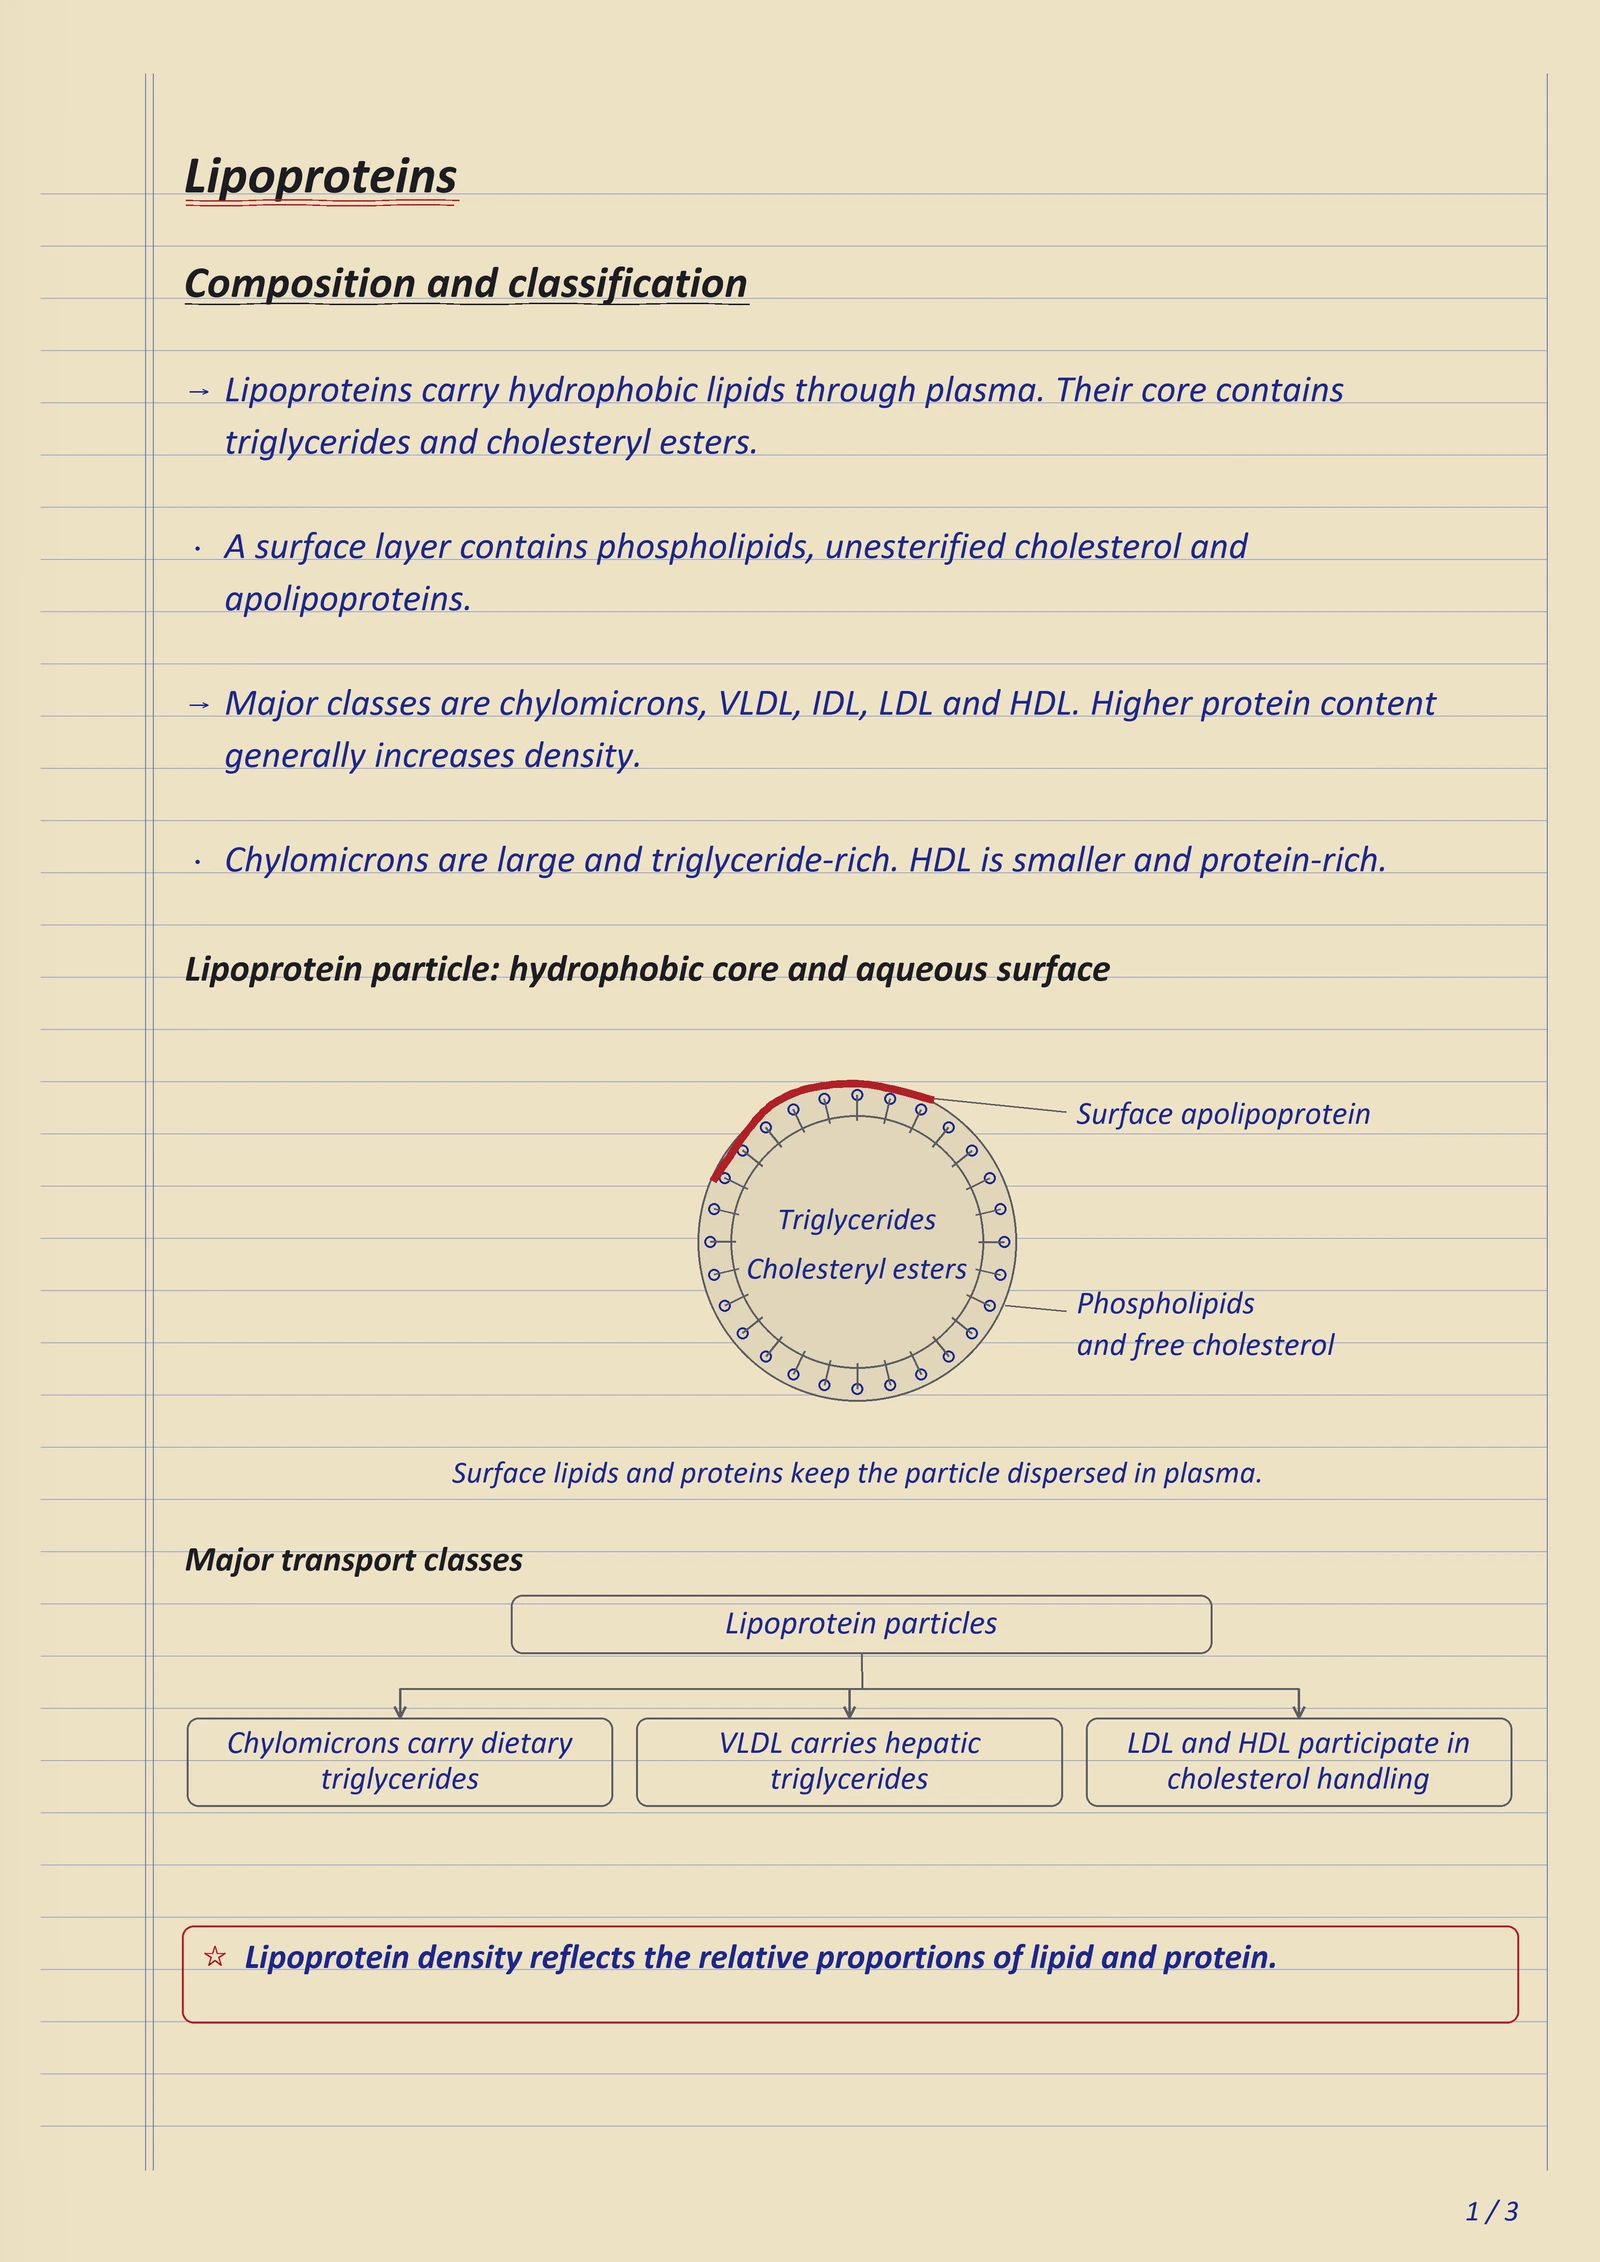 Lipoproteins
Composition and classification
→ Lipoproteins carry hydrophobic lipids through plasma. Their core contains
triglycerides and cholesteryl esters.
· A surface layer contains phospholipids, unesterified cholesterol and
apolipoproteins.
→ Major classes are chylomicrons, VLDL, IDL, LDL and HDL. Higher protein content
generally increases density.
· Chylomicrons are large and triglyceride-rich. HDL is smaller and protein-rich.
Lipoprotein particle: hydrophobic core and aqueous surface
Surface apolipoprotein
Triglycerides
Cholesteryl esters
Phospholipids
and free cholesterol
Surface lipids and proteins keep the particle dispersed in plasma.
Major transport classes
Lipoprotein particles
Chylomicrons carry dietary
triglycerides
VLDL carries hepatic
triglycerides
LDL and HDL participate in
cholesterol handling
☆ Lipoprotein density reflects the relative proportions of lipid and protein.
1 / 3